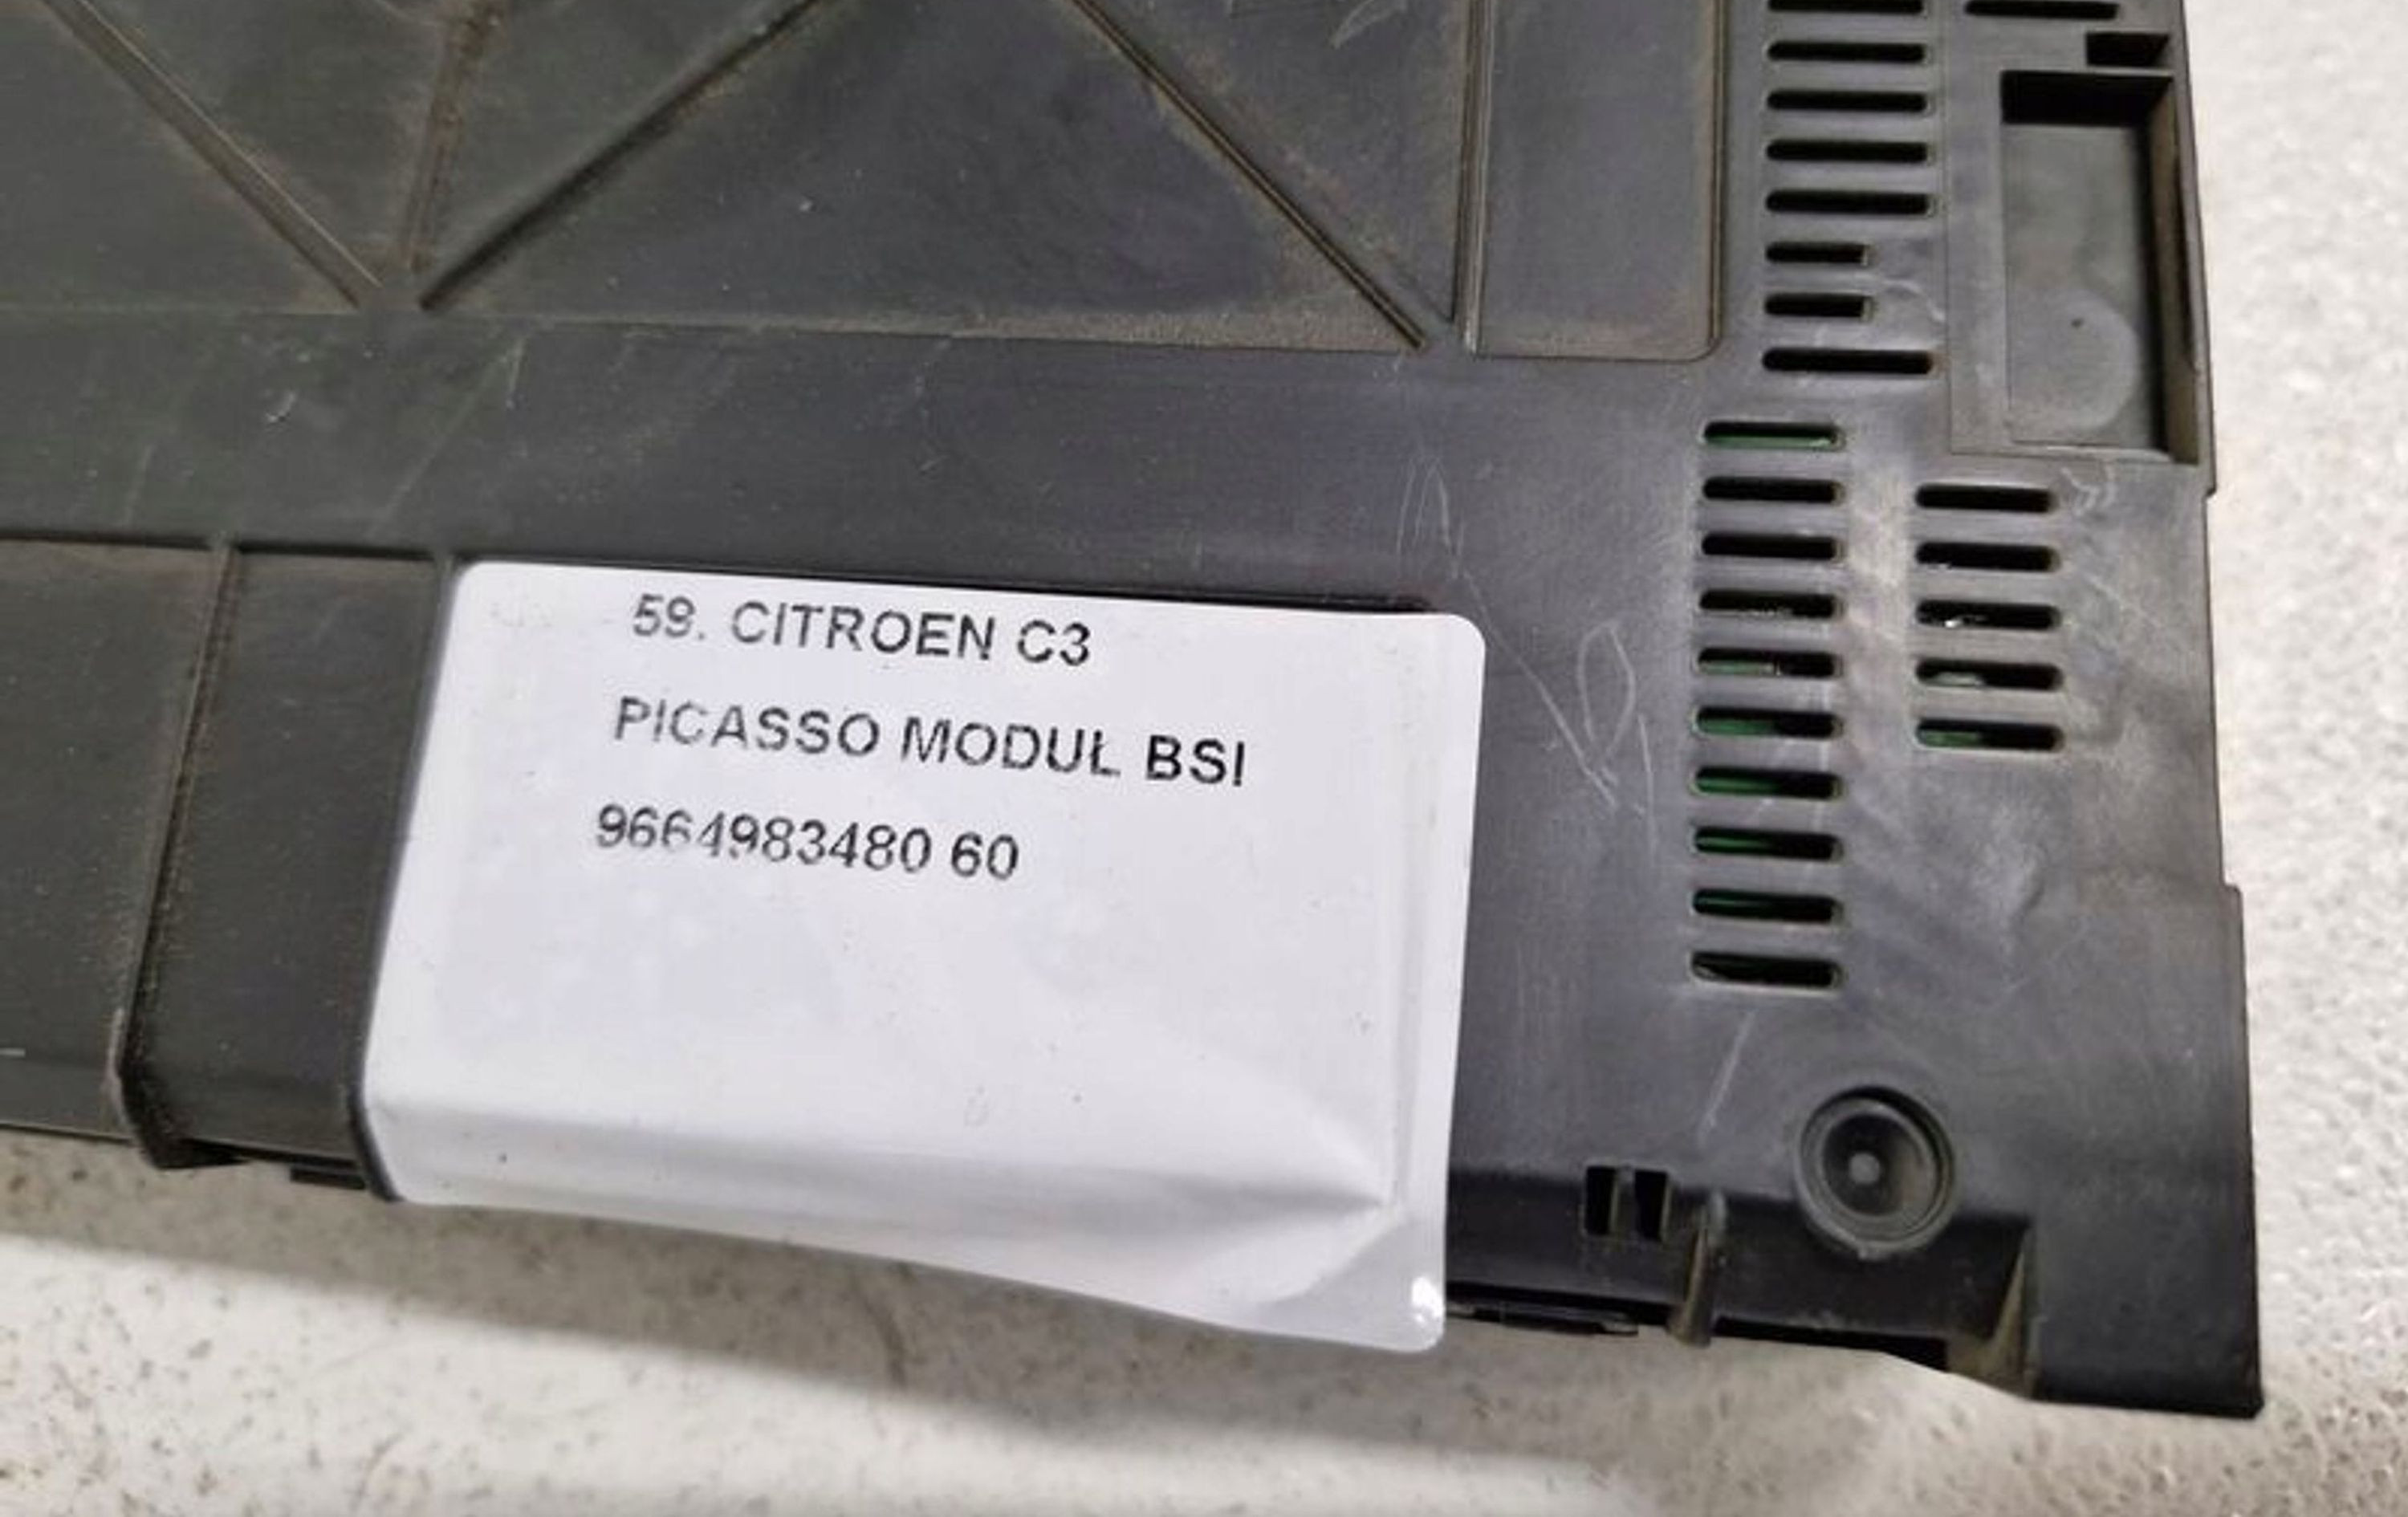 59. CITROEN C3
PICASSO MODUŁ BSI
9664983480 60